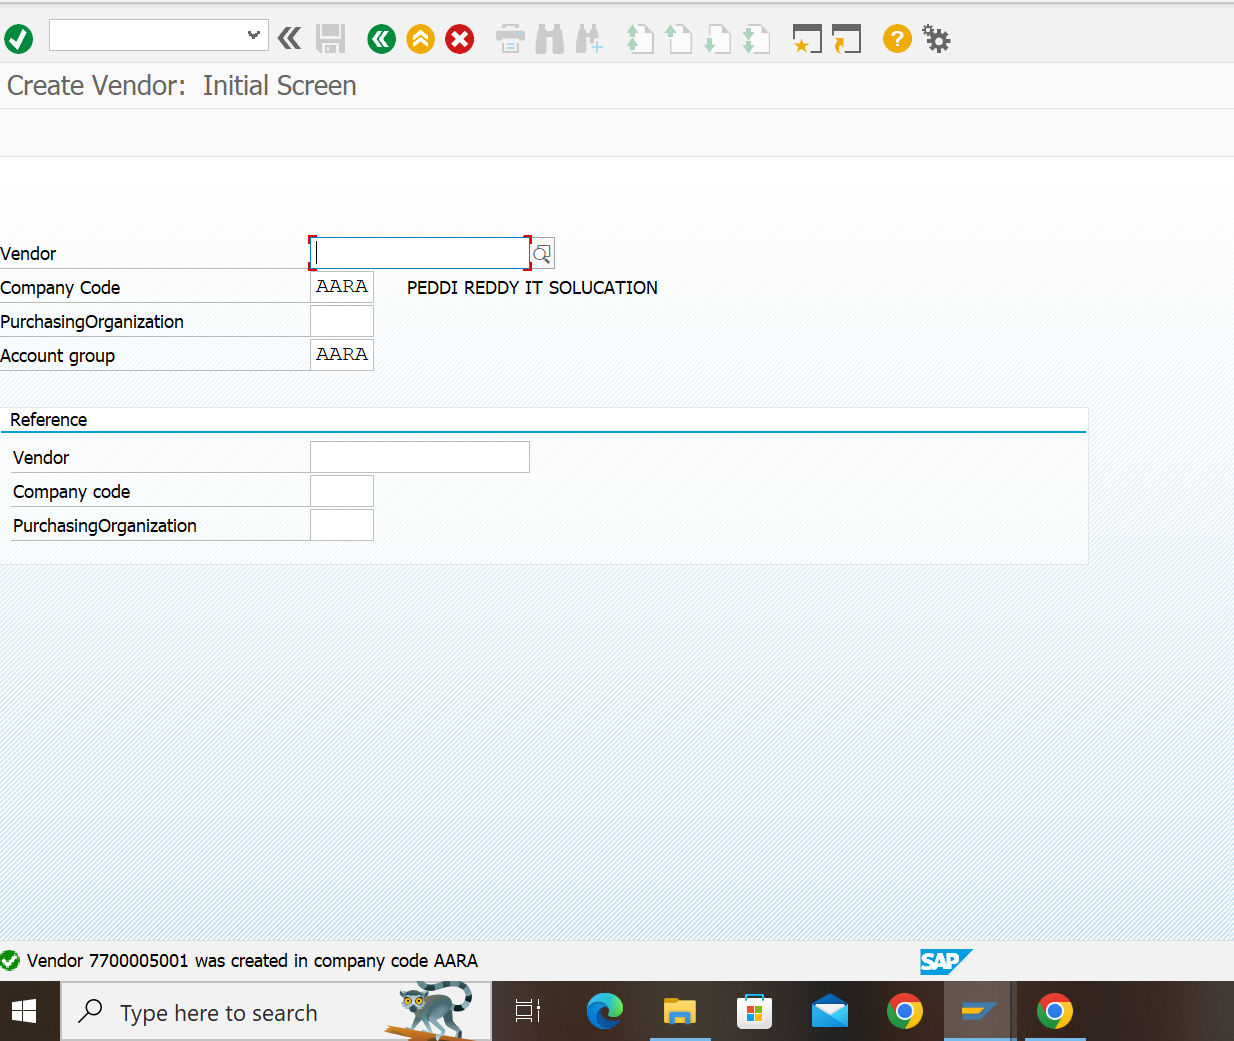 Create Vendor: Initial Screen
Vendor
Company Code AARA PEDDI REDDY IT SOLUCATION
PurchasingOrganization
Account group AARA
Reference
Vendor
Company code
PurchasingOrganization
Vendor 7700005001 was created in company code AARA
SAP
Type here to search